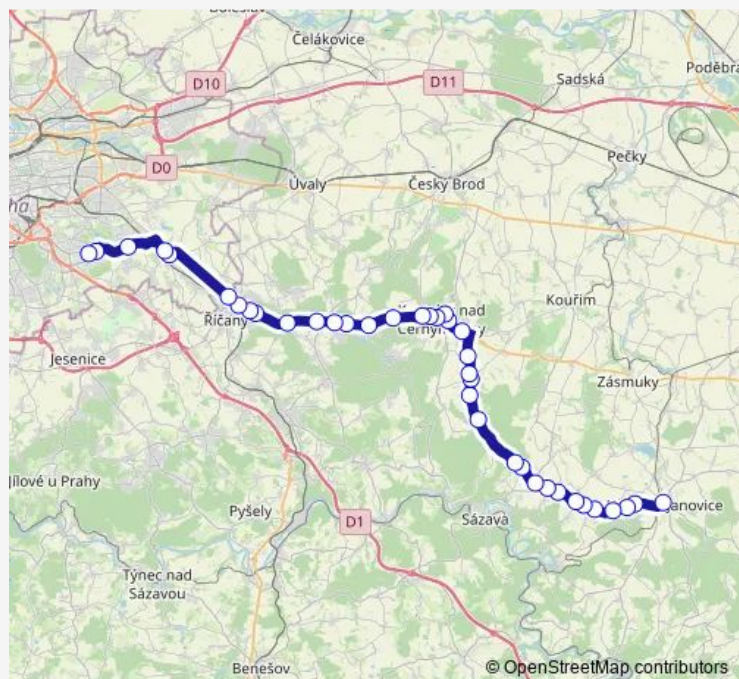 Čelákovice
D10
D11
Sadská
D0
Pečky
Úvaly
Český Brod
Kouřim
Říčany
Jesenice
Zásmuky
Jílové u Prahy
Pyšely
D1
Sázava
Týnec nad
Sázavou
Benešov
© OpenStreetMap contributors